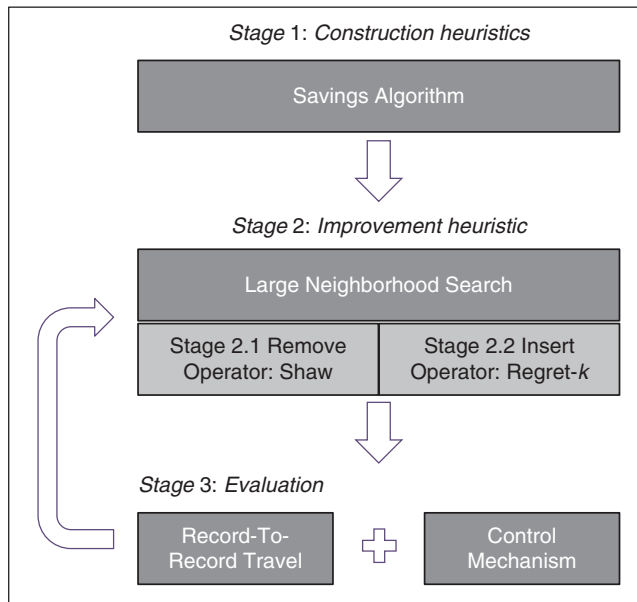 Stage 1: Construction heuristics
Savings Algorithm
Stage 2: Improvement heuristic
Large Neighborhood Search
Stage 2.1 Remove
Operator: Shaw
Stage 2.2 Insert
Operator: Regret-k
Stage 3: Evaluation
Record-To-
Record Travel
Control
Mechanism